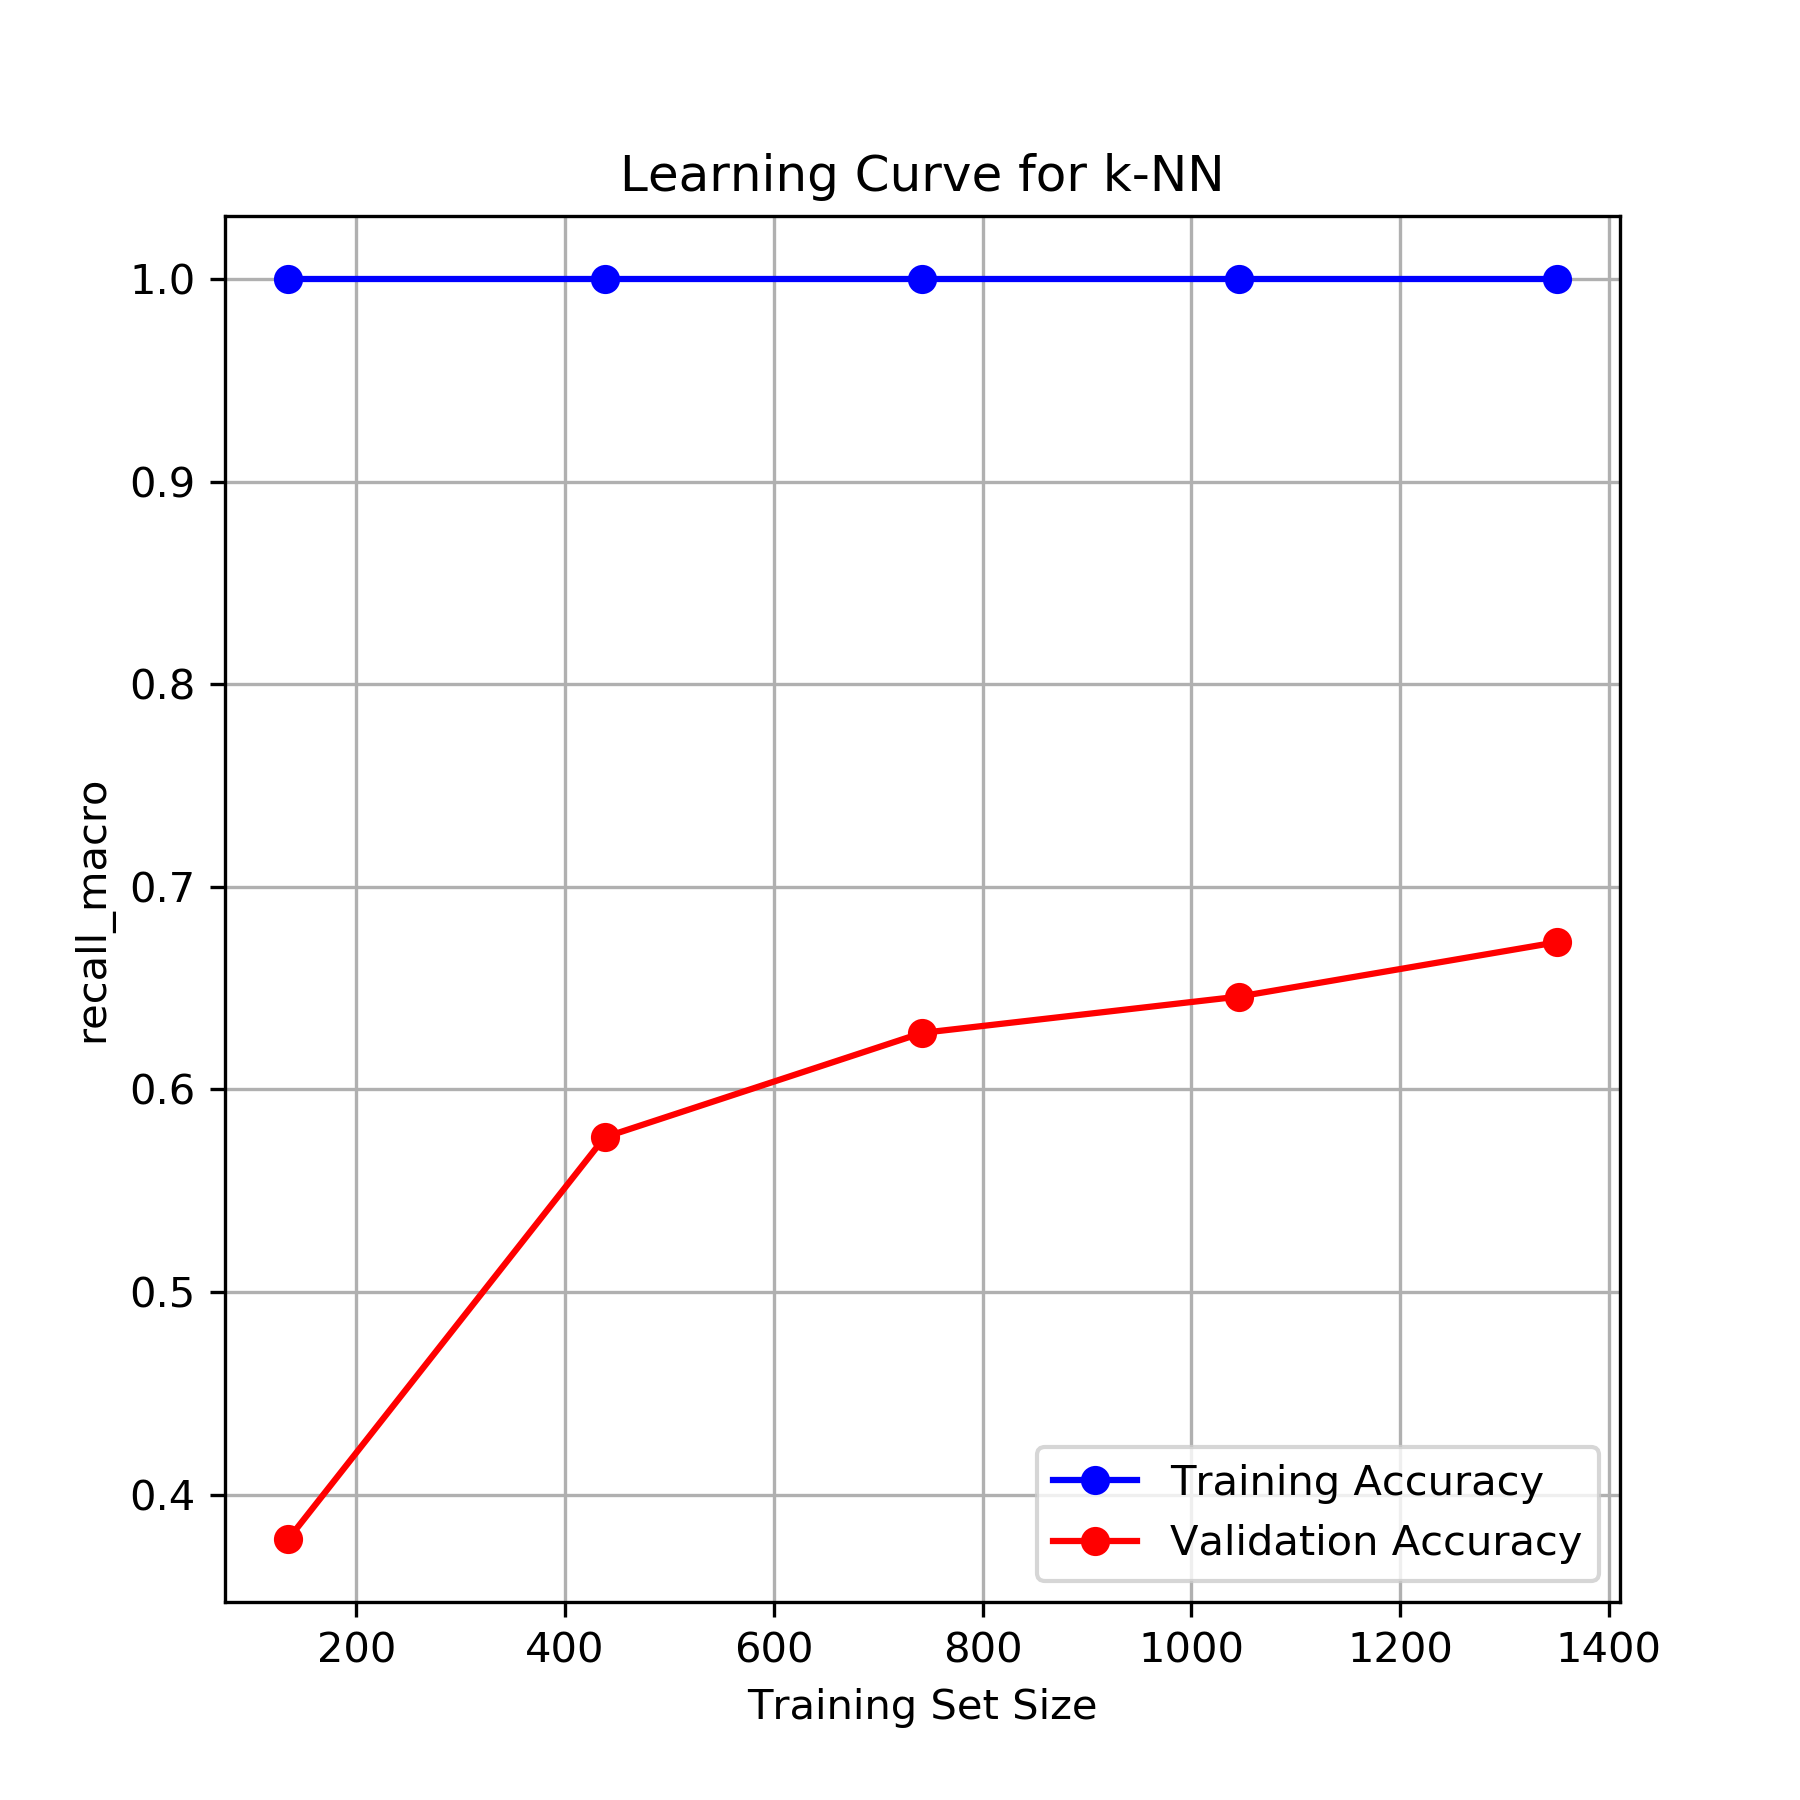 Learning Curve for k-NN
1.0
0.9
0.8
0.7
0.6
0.5
0.4
recall_macro
Training Accuracy
Validation Accuracy
200 400 600 800 1000 1200 1400
Training Set Size